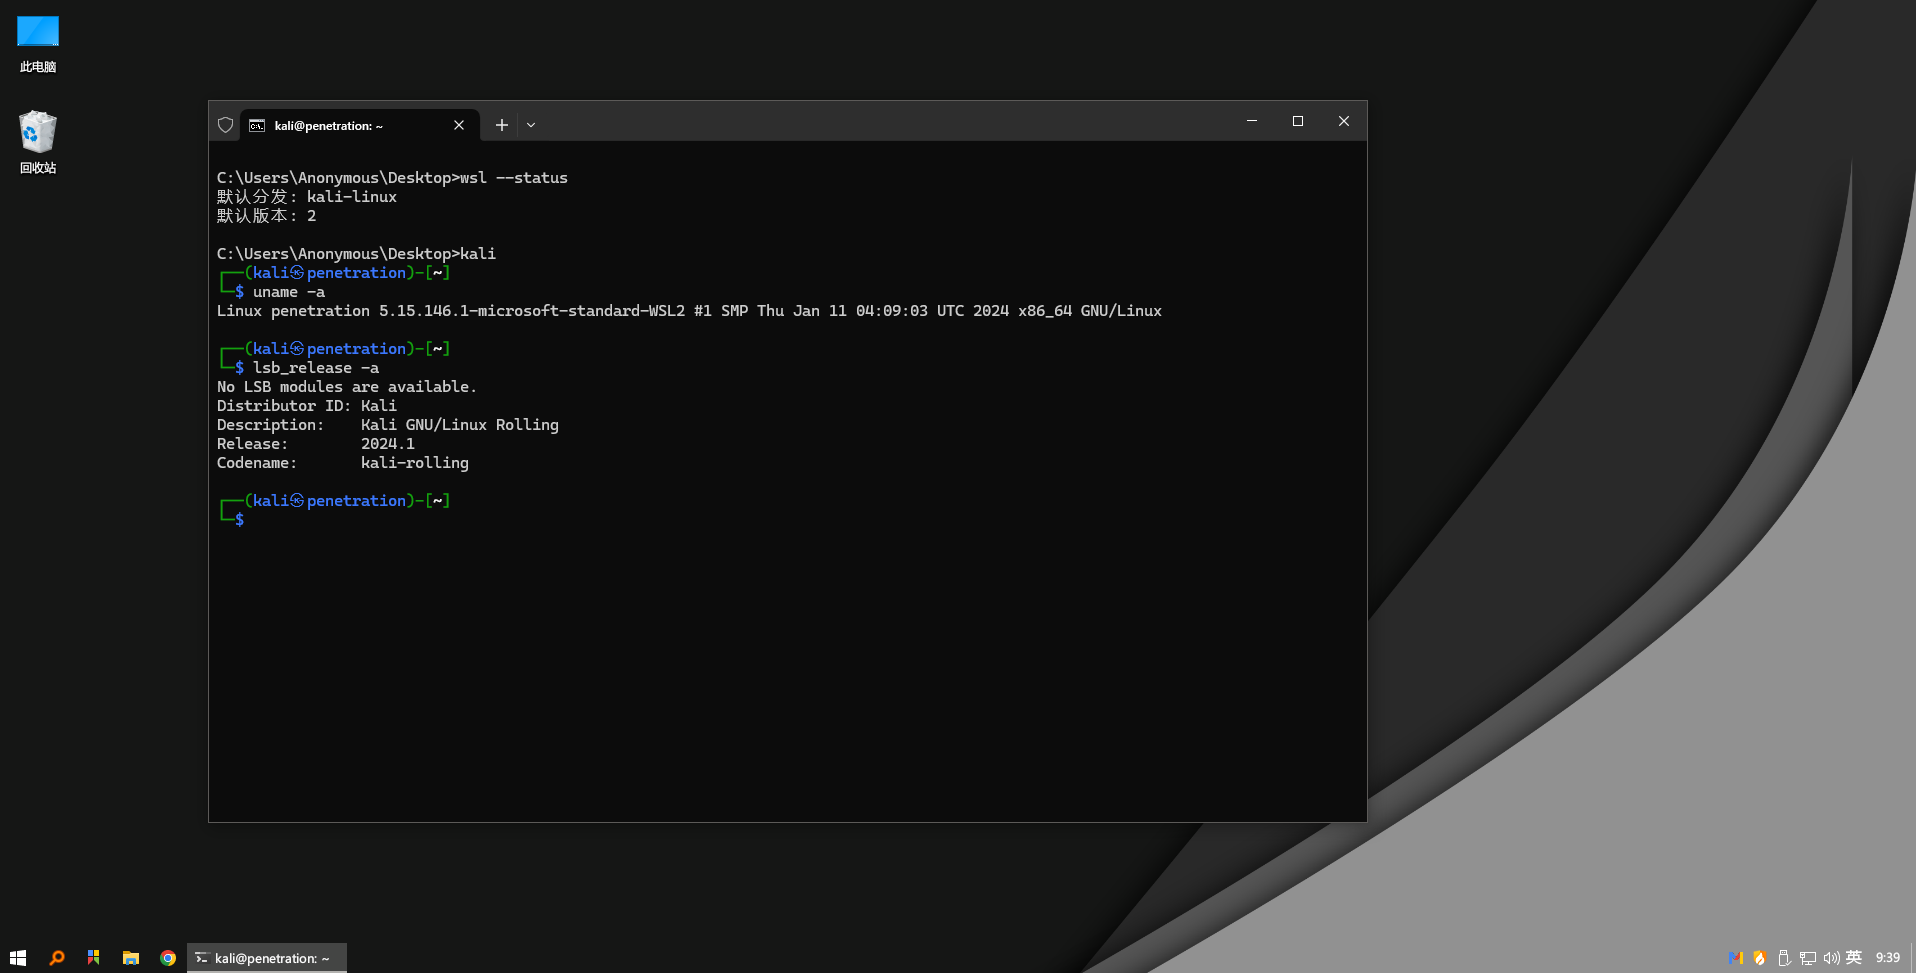 此电脑
回收站
kali@penetration: ~
C:\Users\Anonymous\Desktop>wsl --status
默认分发: kali-linux
默认版本: 2
C:\Users\Anonymous\Desktop>kali
┌──(kali㉿penetration)-[~]
└─$ uname -a
Linux penetration 5.15.146.1-microsoft-standard-WSL2 #1 SMP Thu Jan 11 04:09:03 UTC 2024 x86_64 GNU/Linux
┌──(kali㉿penetration)-[~]
└─$ lsb_release -a
No LSB modules are available.
Distributor ID: Kali
Description:    Kali GNU/Linux Rolling
Release:        2024.1
Codename:       kali-rolling
┌──(kali㉿penetration)-[~]
└─$
kali@penetration: ~
英 9:39